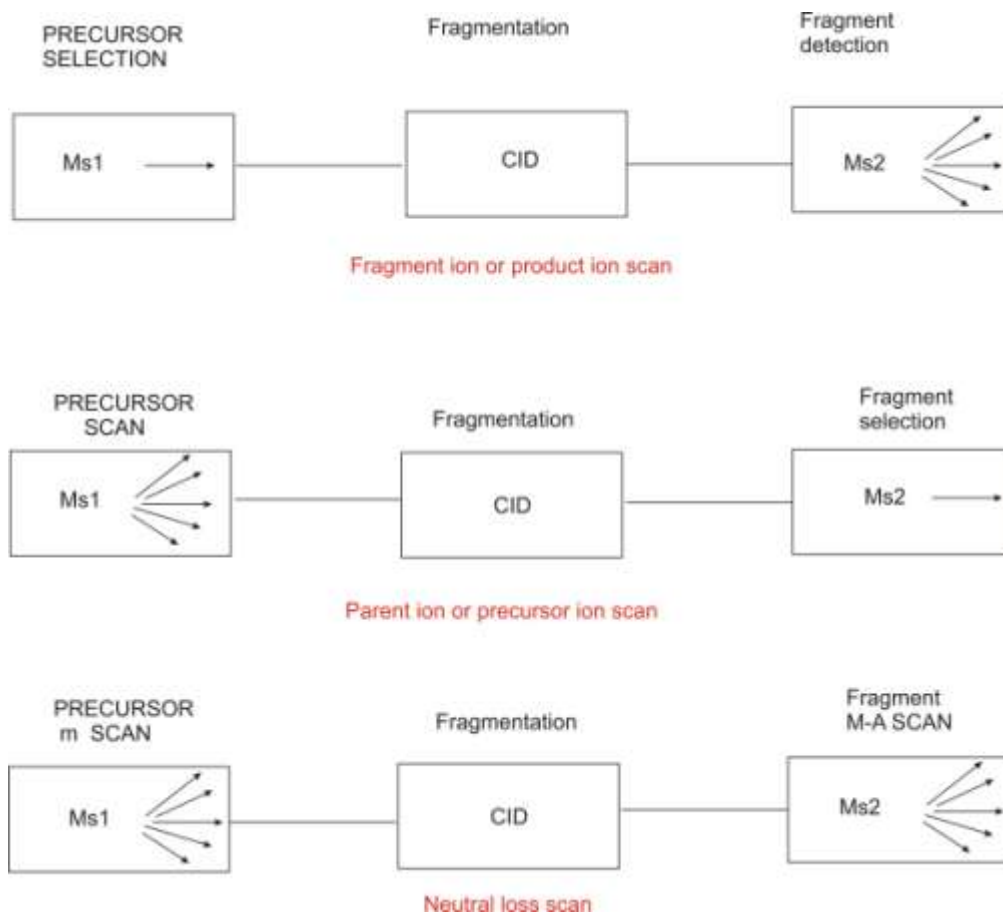 PRECURSOR
SELECTION
Fragmentation
Fragment
detection
Ms1
CID
Ms2
Fragment ion or product ion scan
PRECURSOR
SCAN
Fragmentation
Fragment
selection
Ms1
CID
Ms2
Parent ion or precursor ion scan
PRECURSOR
m SCAN
Fragmentation
Fragment
M-A SCAN
Ms1
CID
Ms2
Neutral loss scan